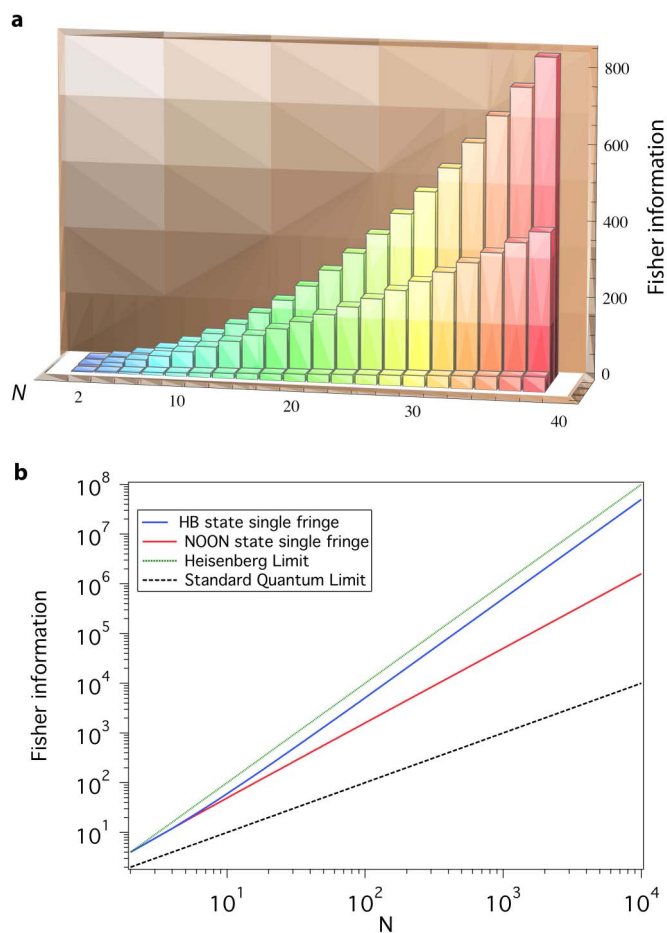 a
800
600
400
200
0
Fisher information
N
2
10
20
30
40
b
10^8
10^7
10^6
10^5
10^4
10^3
10^2
10^1
Fisher information
HB state single fringe
NOON state single fringe
Heisenberg Limit
Standard Quantum Limit
10^1
10^2
10^3
10^4
N